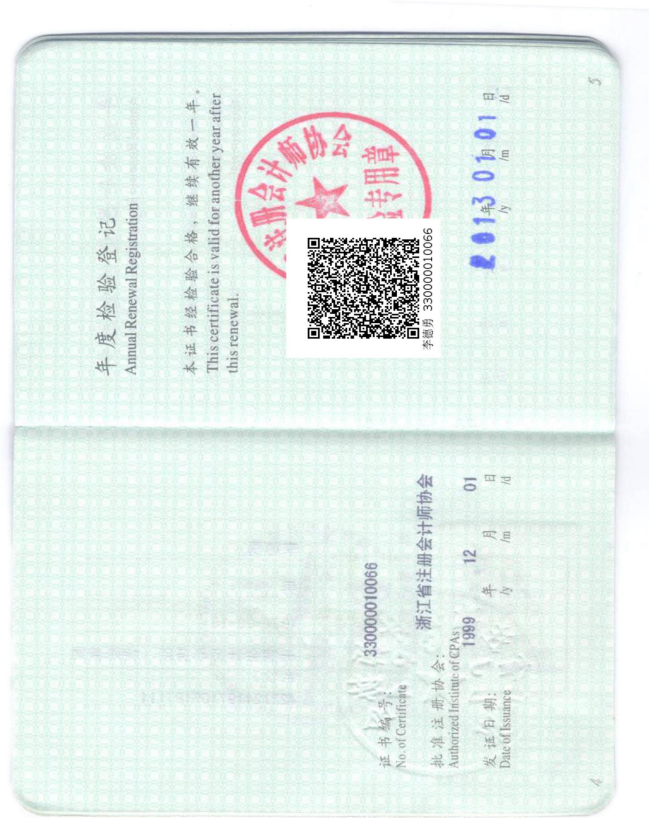 证书编号:
No. of Certificate
330000010066
批准注册协会:
Authorized Institute of CPAs
浙江省注册会计师协会
发证日期:
Date of Issuance
1999 年 12 月 01 日
/y /m /d
4
年度检验登记
Annual Renewal Registration
本证书经检验合格，继续有效一年。
This certificate is valid for another year after
this renewal.
注册会计师协会
专用章
李德勇 330000010066
2013 年 01 月 01 日
/y /m /d
5